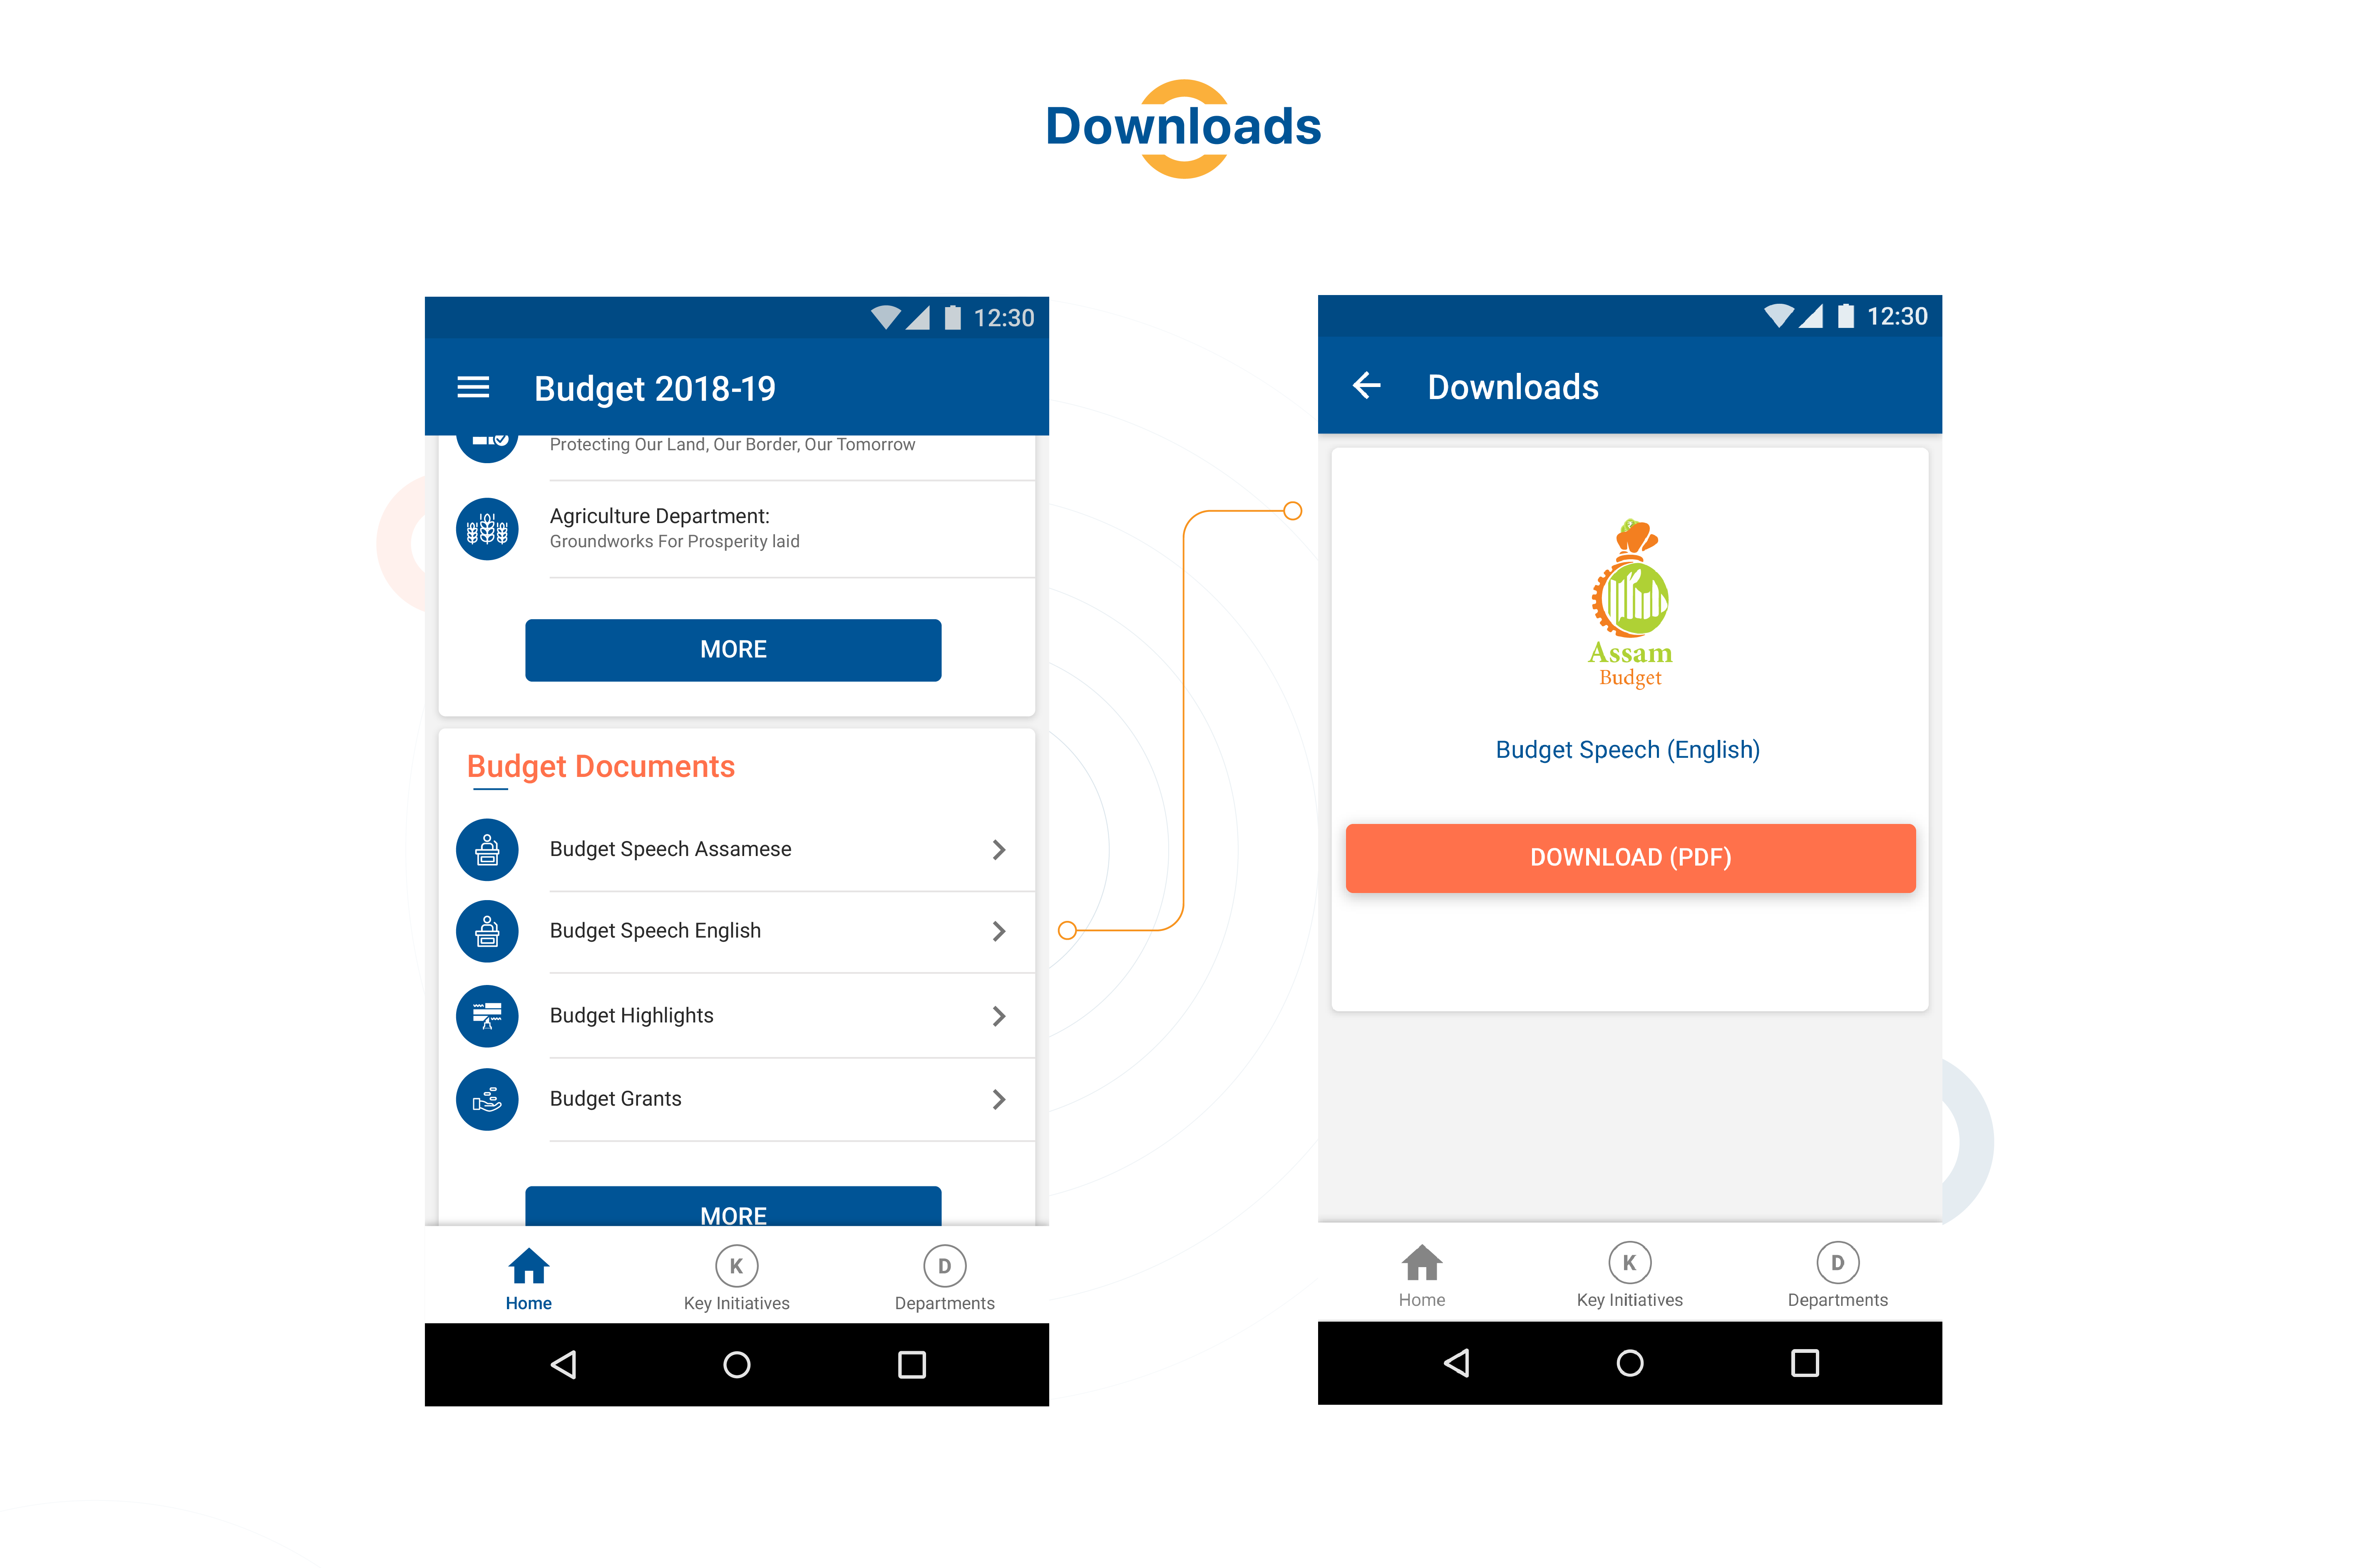 Downloads
12:30
Budget 2018-19
Protecting Our Land, Our Border, Our Tomorrow
Agriculture Department:
Groundworks For Prosperity laid
MORE
Budget Documents
Budget Speech Assamese
Budget Speech English
Budget Highlights
Budget Grants
MORE
K
D
Home
Key Initiatives
Departments
12:30
Downloads
Assam
Budget
Budget Speech (English)
DOWNLOAD (PDF)
K
D
Home
Key Initiatives
Departments